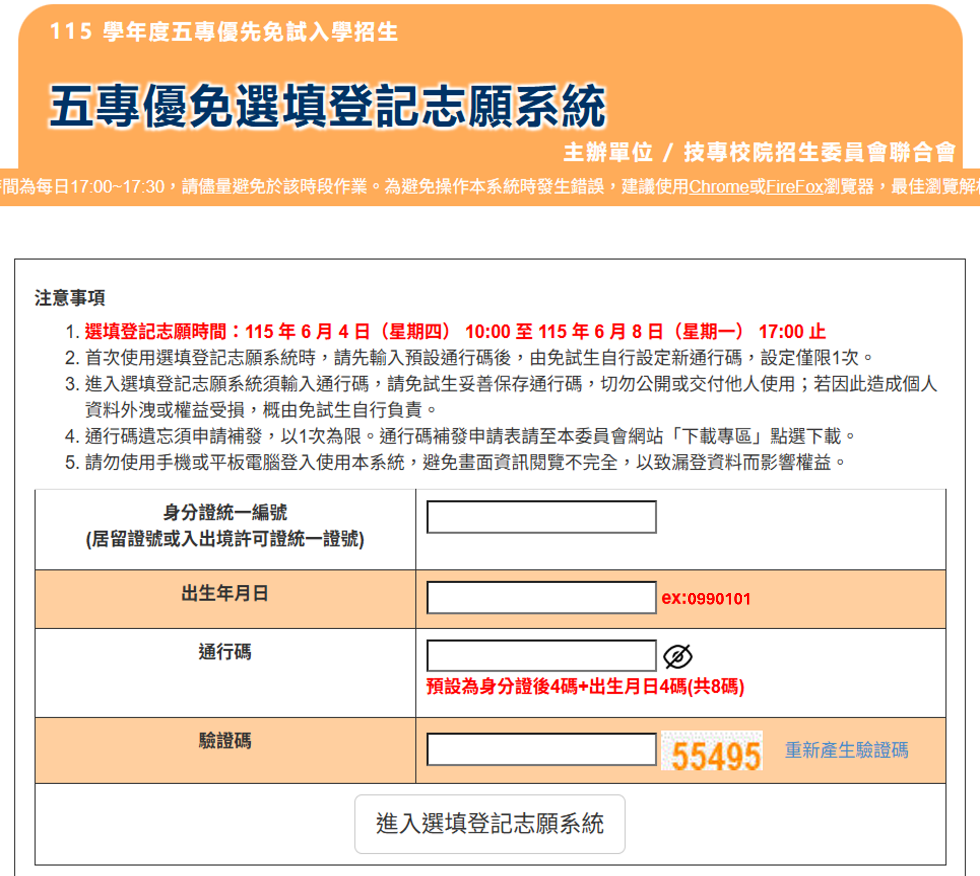 115 學年度五專優先免試入學招生
五專優免選填登記志願系統
主辦單位 / 技專校院招生委員會聯合會
間為每日17:00~17:30，請儘量避免於該時段作業。為避免操作本系統時發生錯誤，建議使用Chrome或FireFox瀏覽器，最佳瀏覽解
注意事項
1. 選填登記志願時間：115 年 6 月 4 日（星期四） 10:00 至 115 年 6 月 8 日（星期一） 17:00 止
2. 首次使用選填登記志願系統時，請先輸入預設通行碼後，由免試生自行設定新通行碼，設定僅限1次。
3. 進入選填登記志願系統須輸入通行碼，請免試生妥善保存通行碼，切勿公開或交付他人使用；若因此造成個人
資料外洩或權益受損，概由免試生自行負責。
4. 通行碼遺忘須申請補發，以1次為限。通行碼補發申請表請至本委員會網站「下載專區」點選下載。
5. 請勿使用手機或平板電腦登入使用本系統，避免畫面資訊閱覽不完全，以致漏登資料而影響權益。
身分證統一編號
(居留證號或入出境許可證統一證號)
出生年月日
ex:0990101
通行碼
預設為身分證後4碼+出生月日4碼(共8碼)
驗證碼
55495
重新產生驗證碼
進入選填登記志願系統